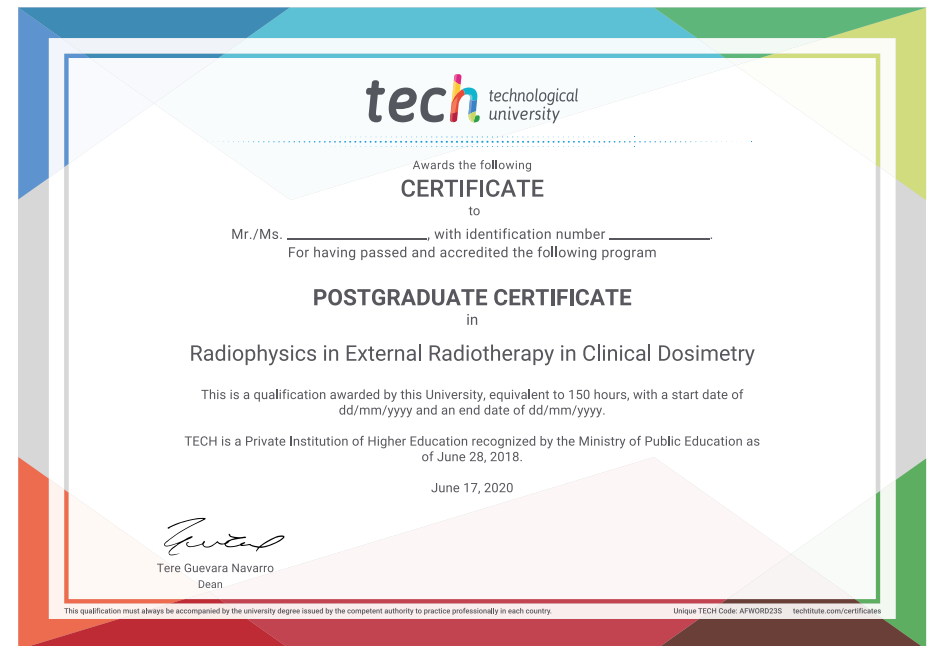 tech technological
university
Awards the following
CERTIFICATE
to
Mr./Ms. ____________________, with identification number ______________.
For having passed and accredited the following program
POSTGRADUATE CERTIFICATE
in
Radiophysics in External Radiotherapy in Clinical Dosimetry
This is a qualification awarded by this University, equivalent to 150 hours, with a start date of
dd/mm/yyyy and an end date of dd/mm/yyyy.
TECH is a Private Institution of Higher Education recognized by the Ministry of Public Education as
of June 28, 2018.
June 17, 2020
Tere Guevara Navarro
Dean
This qualification must always be accompanied by the university degree issued by the competent authority to practice professionally in each country.
Unique TECH Code: AFWORD23S techtitute.com/certificates